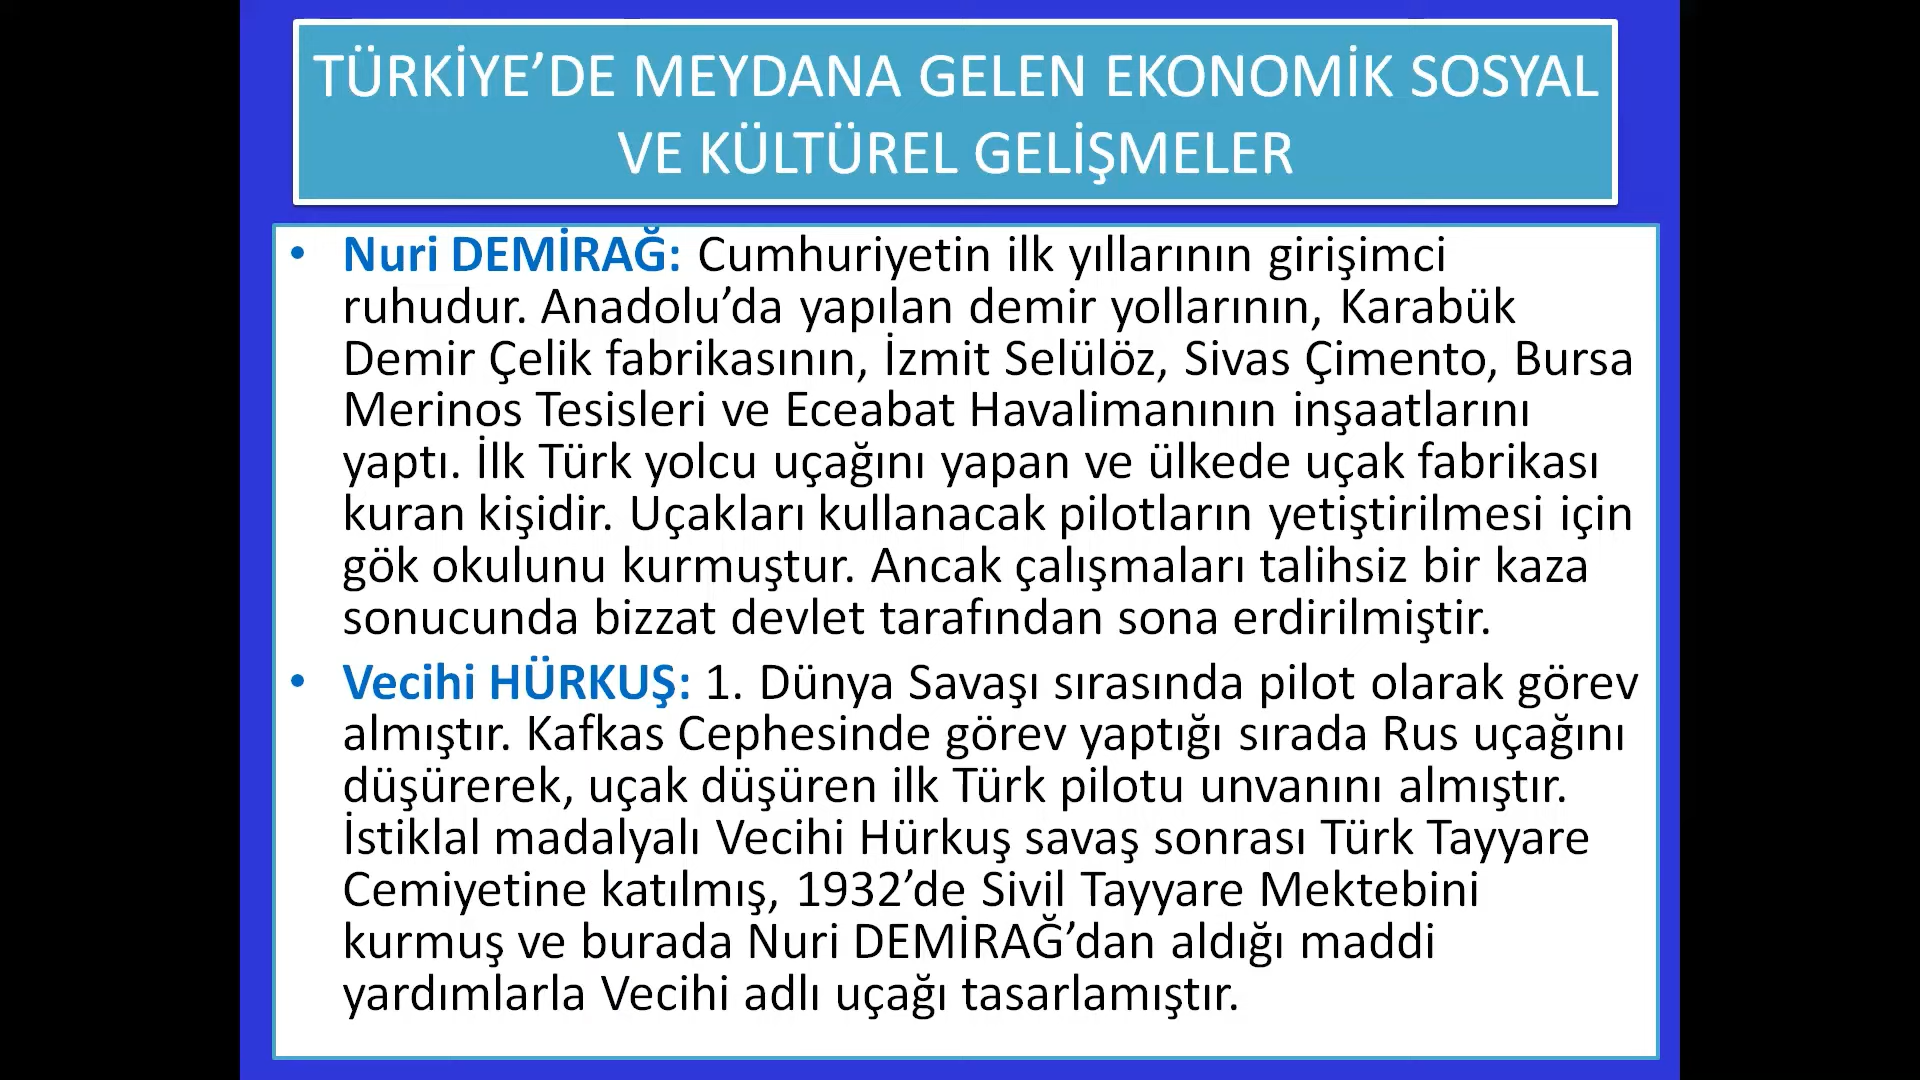 TÜRKİYE’DE MEYDANA GELEN EKONOMİK SOSYAL
VE KÜLTÜREL GELİŞMELER
• Nuri DEMİRAĞ: Cumhuriyetin ilk yıllarının girişimci
ruhudur. Anadolu’da yapılan demir yollarının, Karabük
Demir Çelik fabrikasının, İzmit Selülöz, Sivas Çimento, Bursa
Merinos Tesisleri ve Eceabat Havalimanının inşaatlarını
yaptı. İlk Türk yolcu uçağını yapan ve ülkede uçak fabrikası
kuran kişidir. Uçakları kullanacak pilotların yetiştirilmesi için
gök okulunu kurmuştur. Ancak çalışmaları talihsiz bir kaza
sonucunda bizzat devlet tarafından sona erdirilmiştir.
• Vecihi HÜRKUŞ: 1. Dünya Savaşı sırasında pilot olarak görev
almıştır. Kafkas Cephesinde görev yaptığı sırada Rus uçağını
düşürerek, uçak düşüren ilk Türk pilotu unvanını almıştır.
İstiklal madalyalı Vecihi Hürkuş savaş sonrası Türk Tayyare
Cemiyetine katılmış, 1932’de Sivil Tayyare Mektebini
kurmuş ve burada Nuri DEMİRAĞ’dan aldığı maddi
yardımlarla Vecihi adlı uçağı tasarlamıştır.